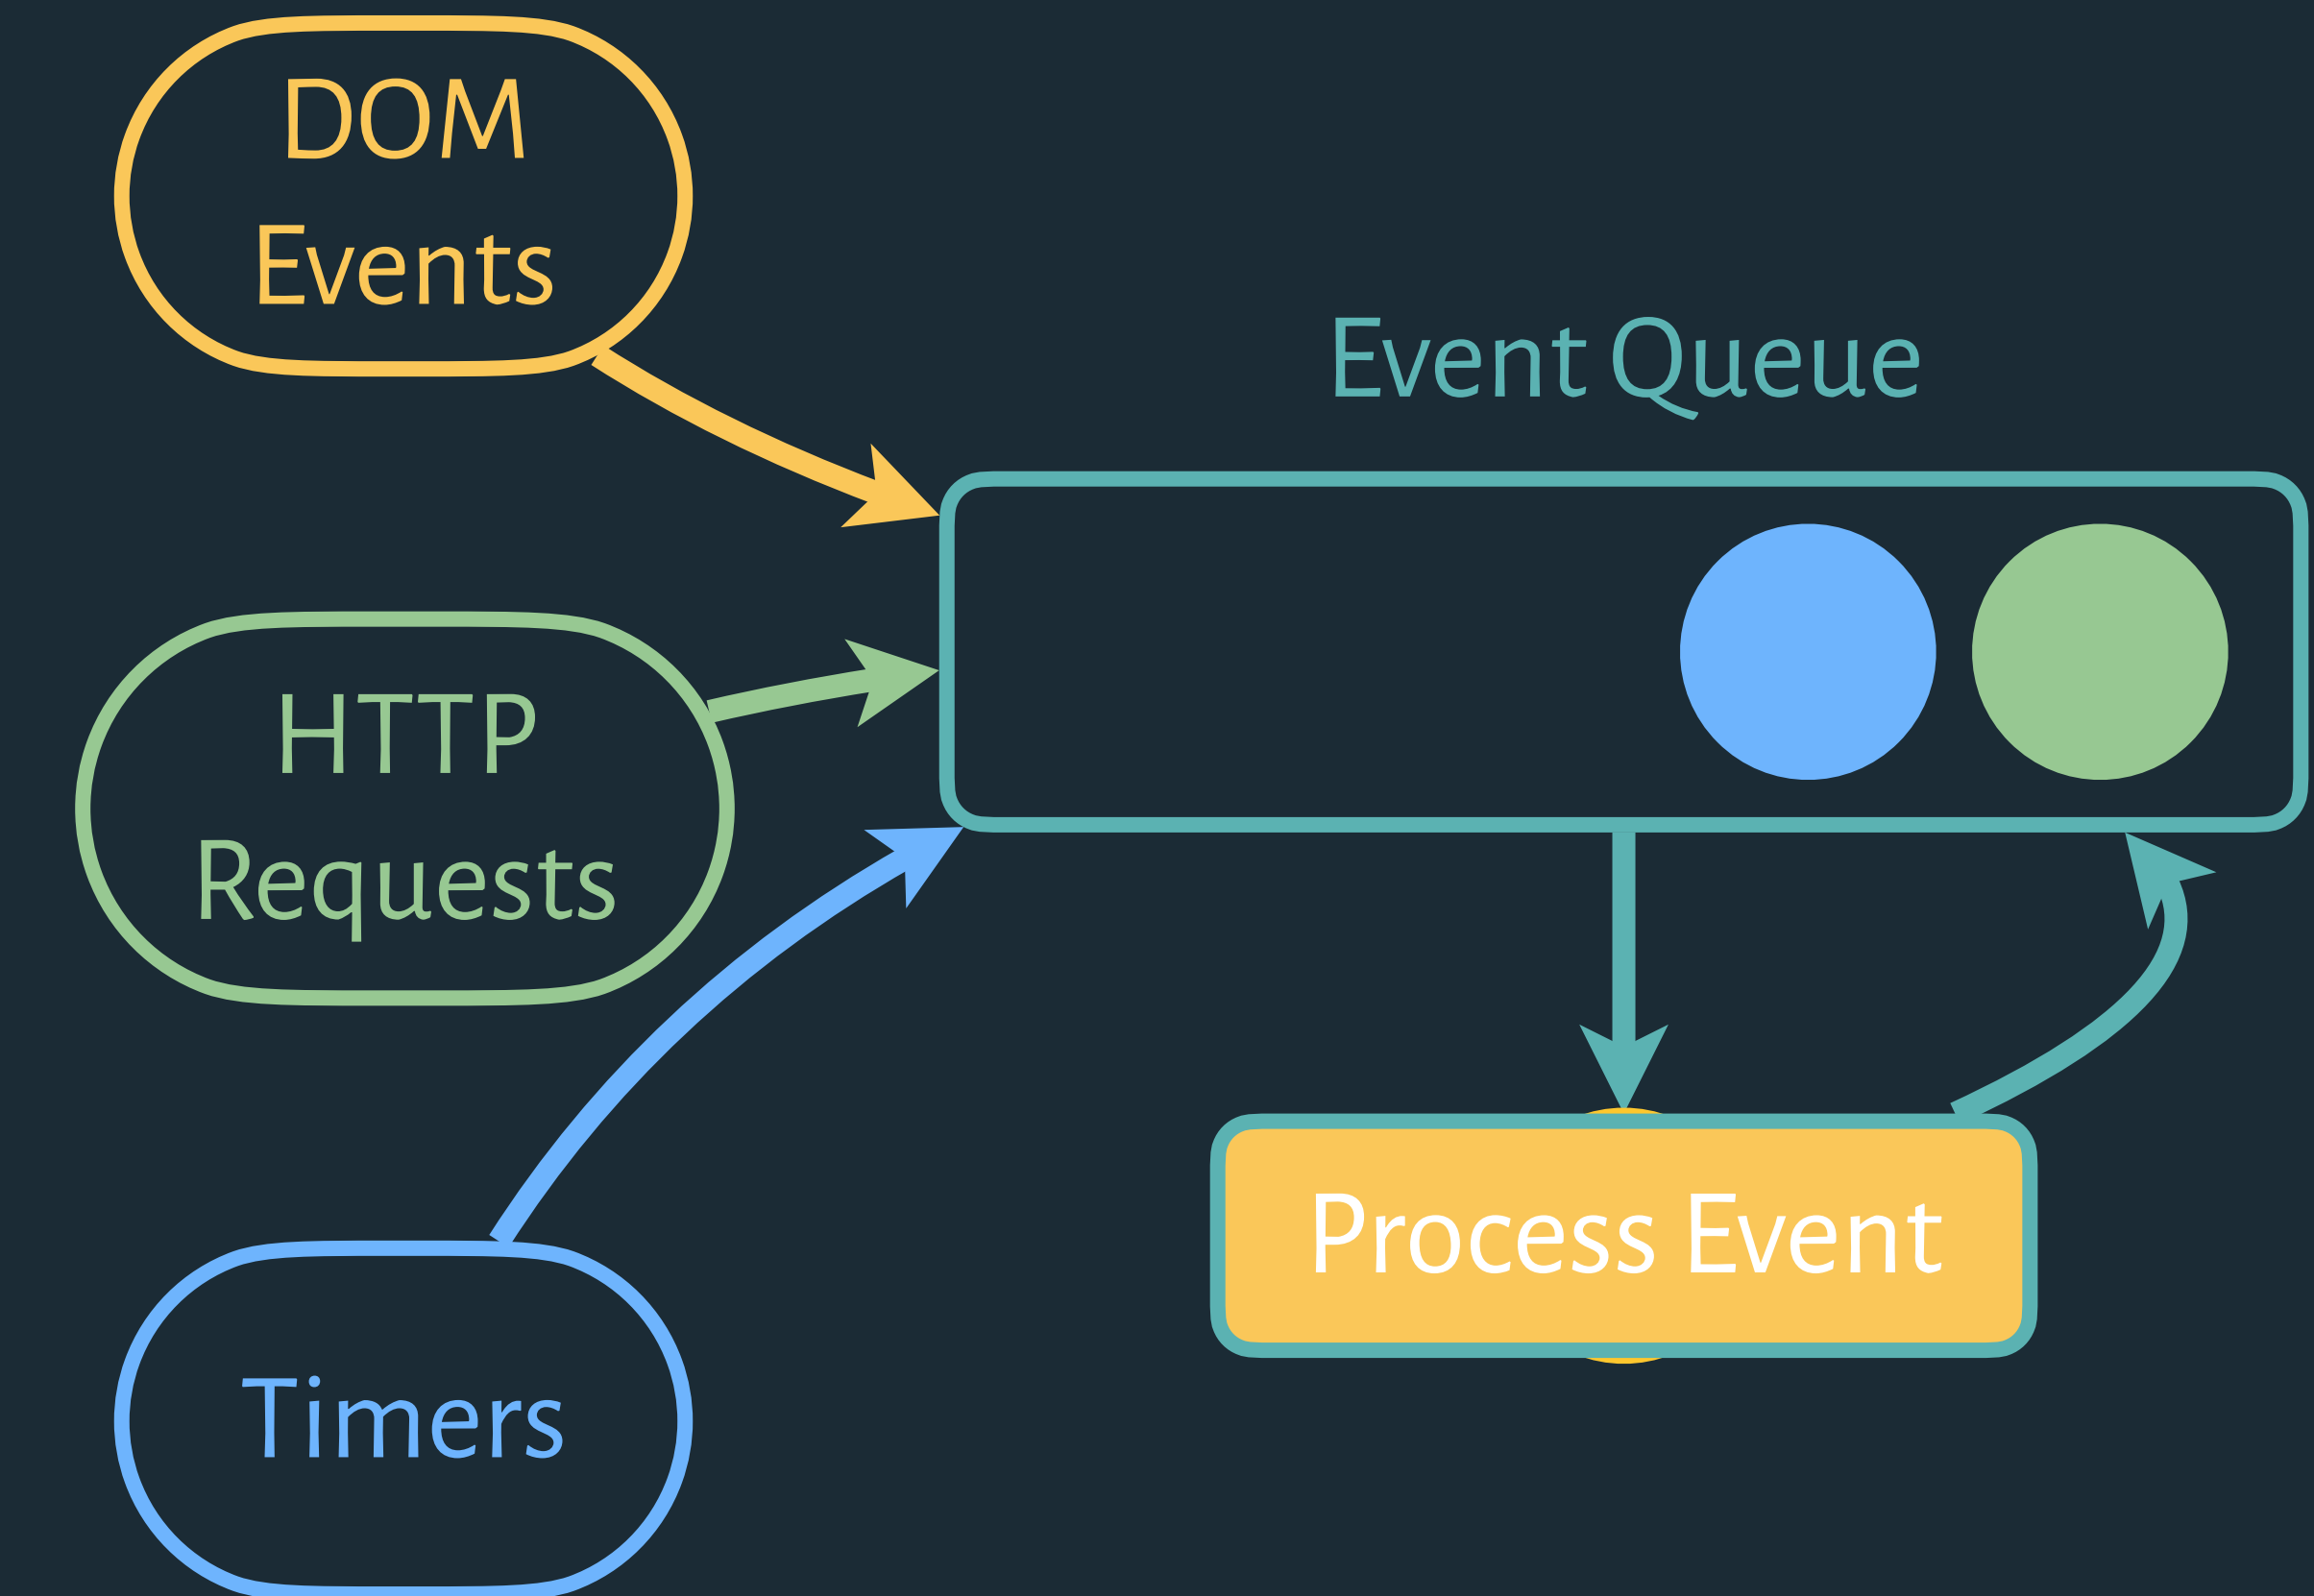 DOM
Events
Event Queue
HTTP
Requests
Process Event
Timers